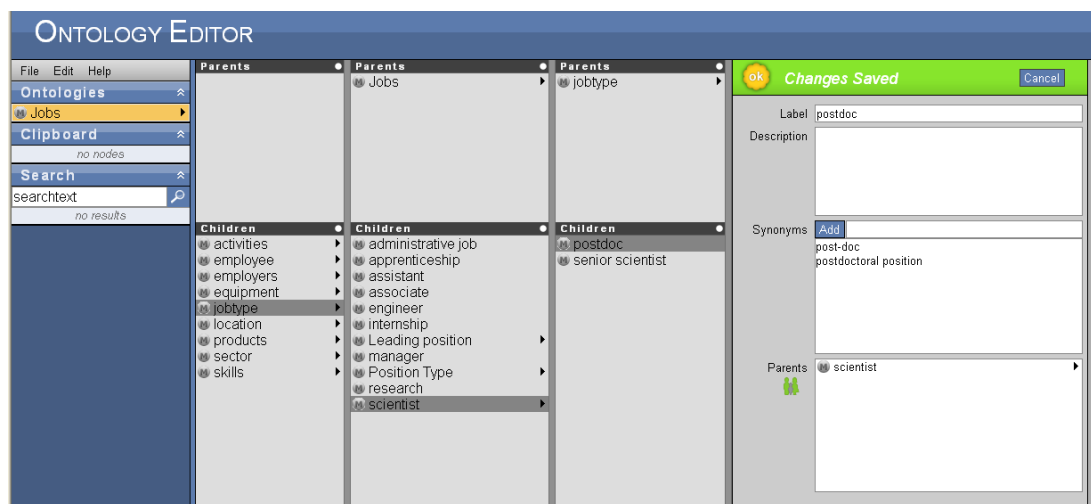 ONTOLOGY EDITOR
File Edit Help
Ontologies
Jobs
Clipboard
no nodes
Search
searchtext
no results
Parents
Children
activities
employee
employers
equipment
jobtype
location
products
sector
skills
Parents
Jobs
Children
administrative job
apprenticeship
assistant
associate
engineer
internship
Leading position
manager
Position Type
research
scientist
Parents
jobtype
Children
postdoc
senior scientist
ok Changes Saved Cancel
Label postdoc
Description
Synonyms Add
post-doc
postdoctoral position
Parents scientist